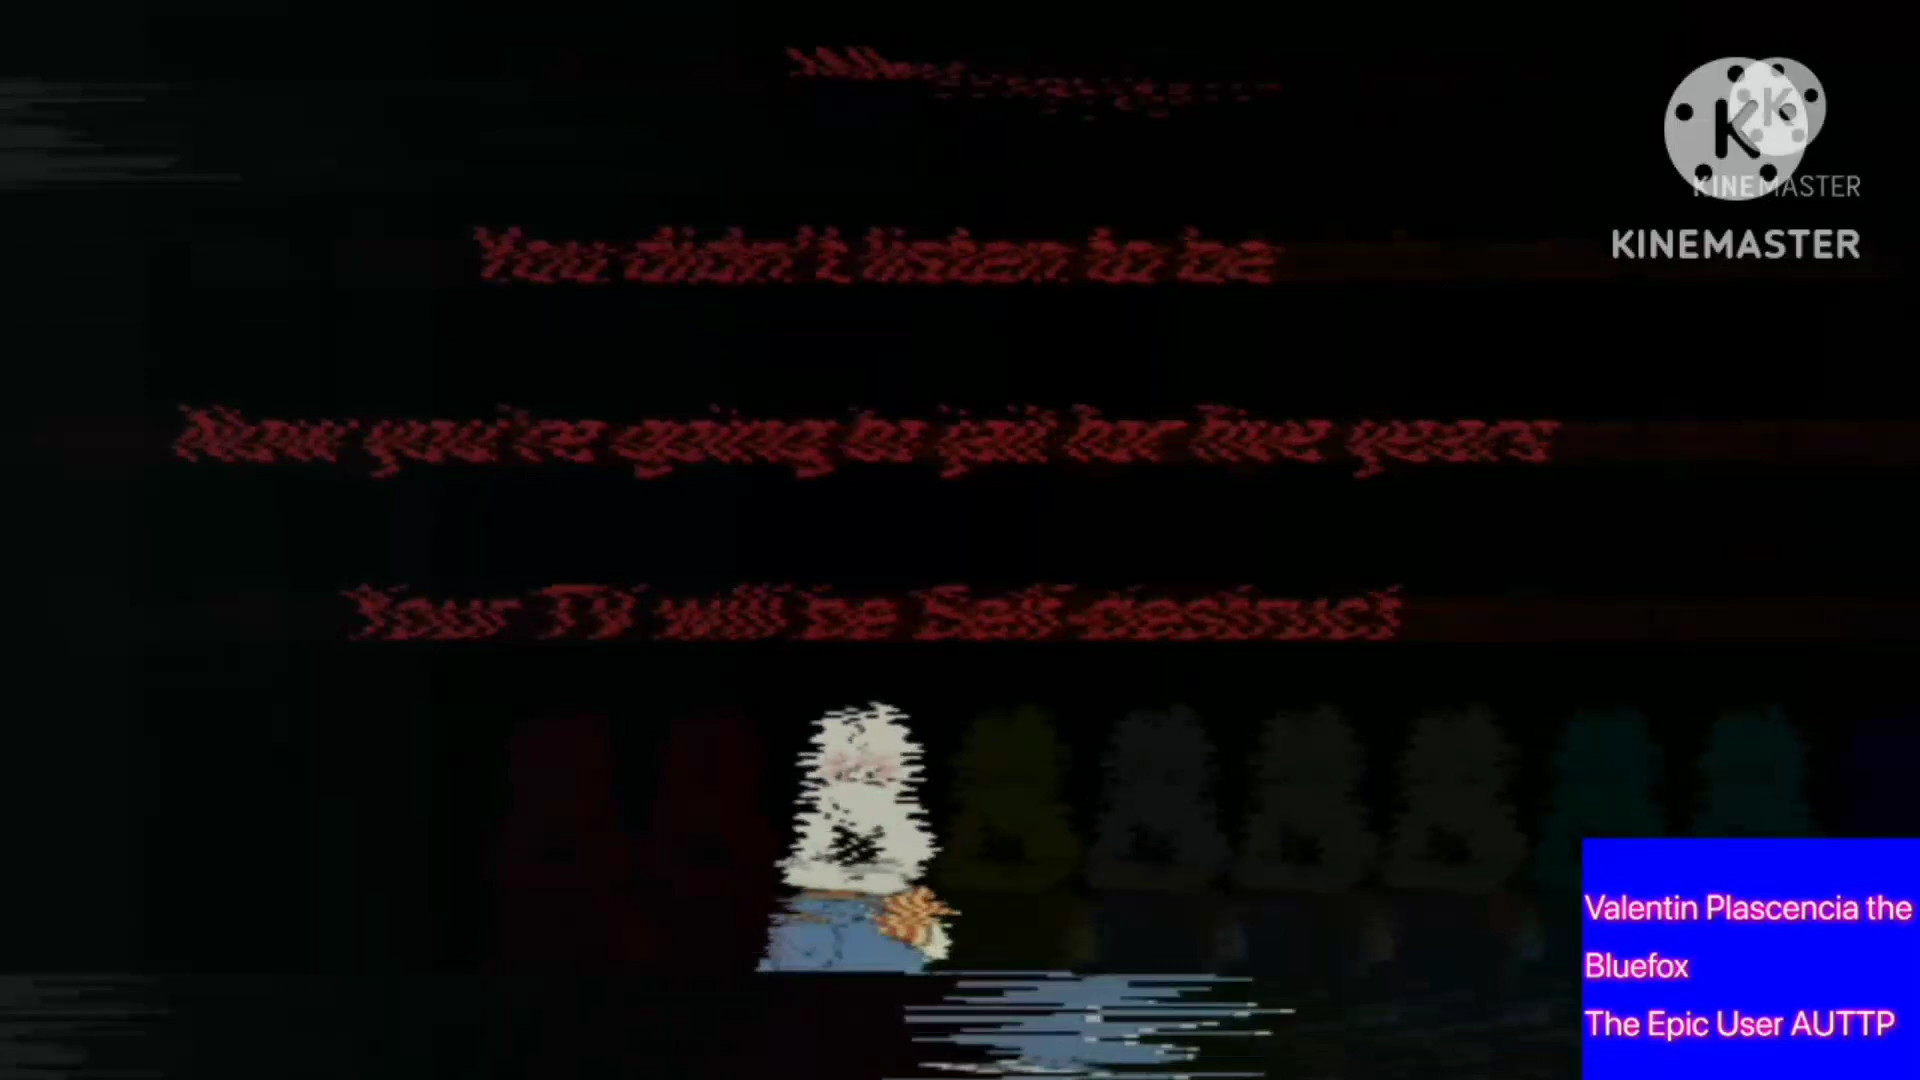 KINEMASTER
KINEMASTER
You didn't listen to be
Now you're going to jail for five years
Your TV will be Self-destruct
Valentin Plascencia the
Bluefox
The Epic User AUTTP